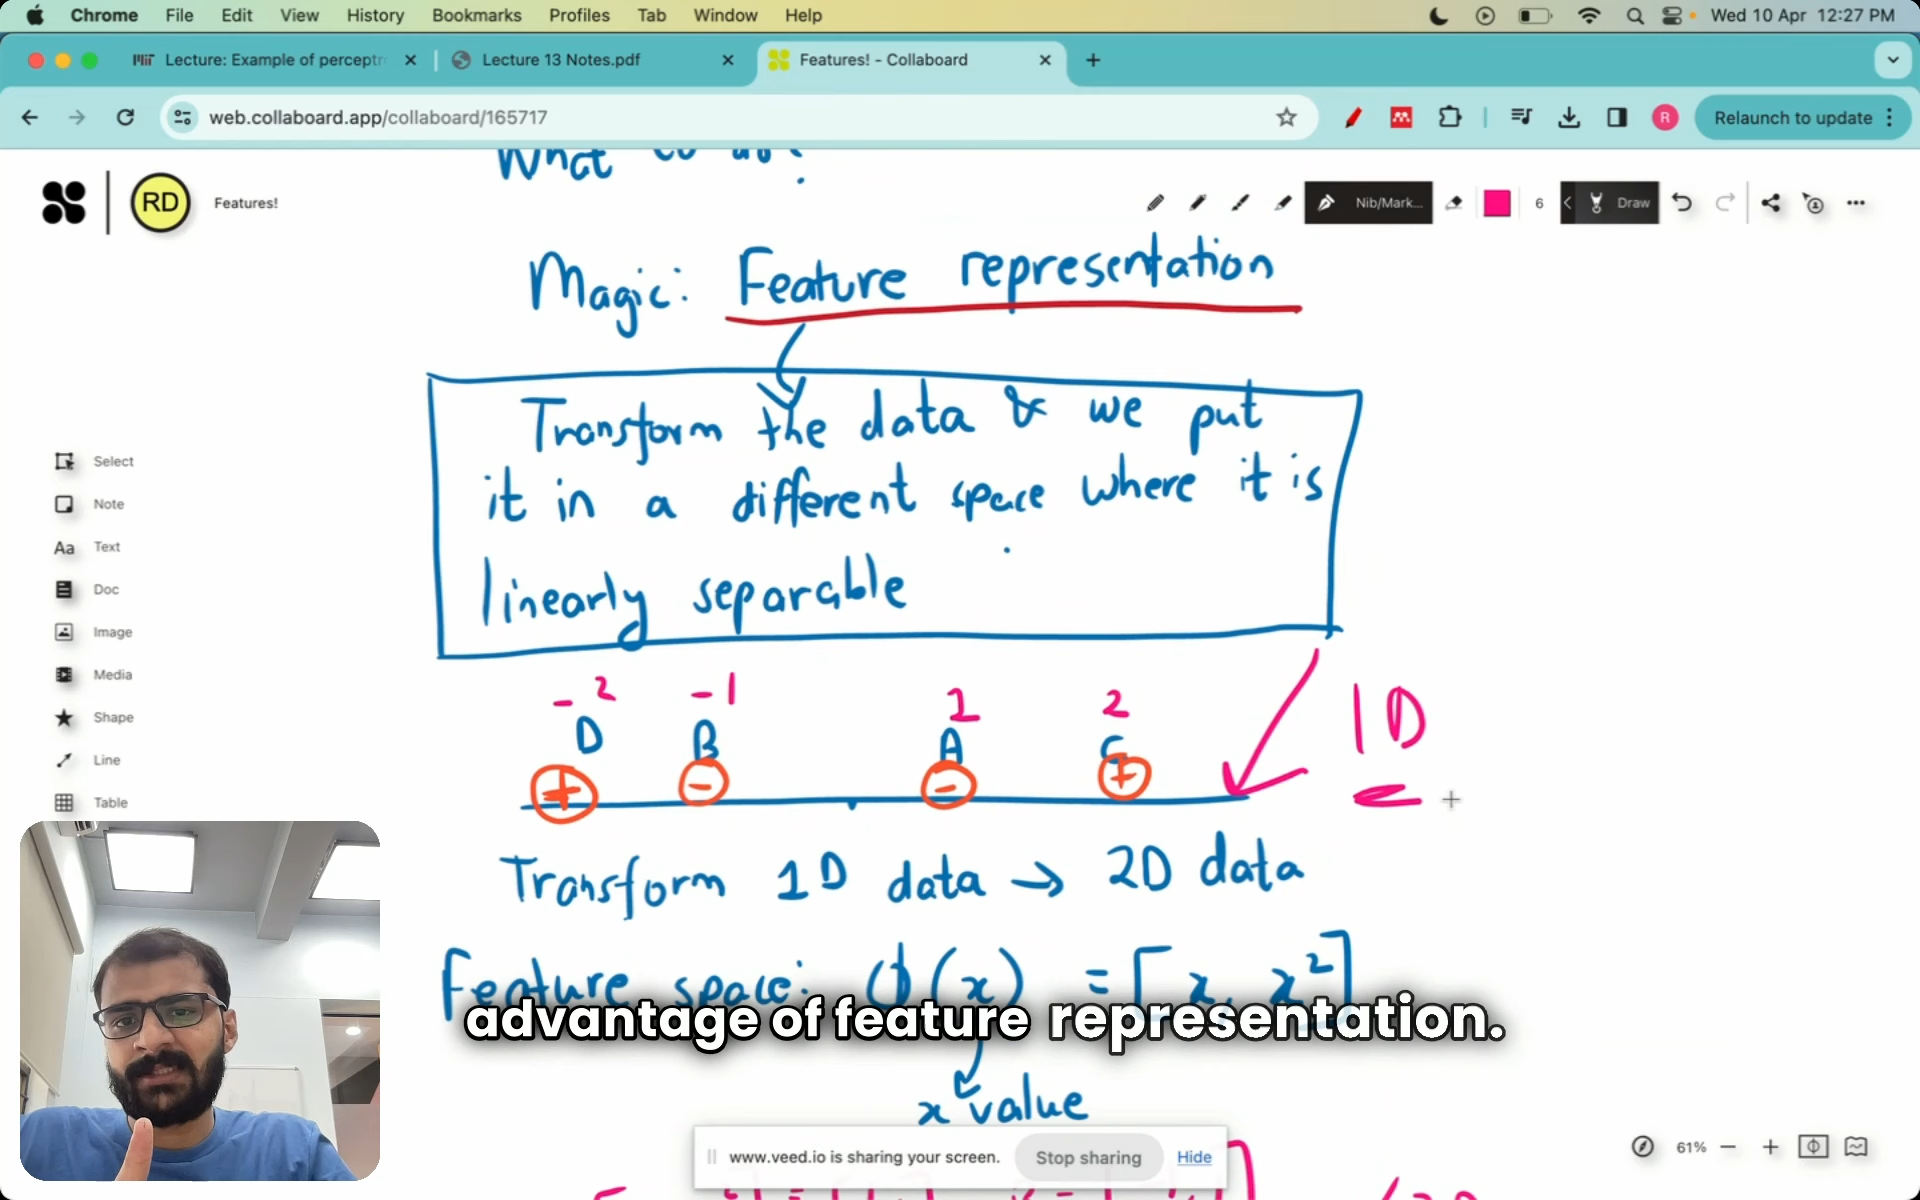 Chrome File Edit View History Bookmarks Profiles Tab Window Help Wed 10 Apr 12:27 PM
MIT Lecture: Example of perceptr Lecture 13 Notes.pdf Features! - Collaboard
web.collaboard.app/collaboard/165717 R Relaunch to update
What to do?
RD Features! Nib/Mark... 6 Draw
Magic: Feature representation
Transform the data & we put
it in a different space where it is
linearly separable
Select
Note
Text
Doc
Image
Media
Shape
Line
Table
-2 -1 1 2 1D
D B A C
+ - - +
Transform 1D data → 2D data
Feature space: φ(x) = [x, x²]
advantage of feature representation.
x value
www.veed.io is sharing your screen. Stop sharing Hide
61%